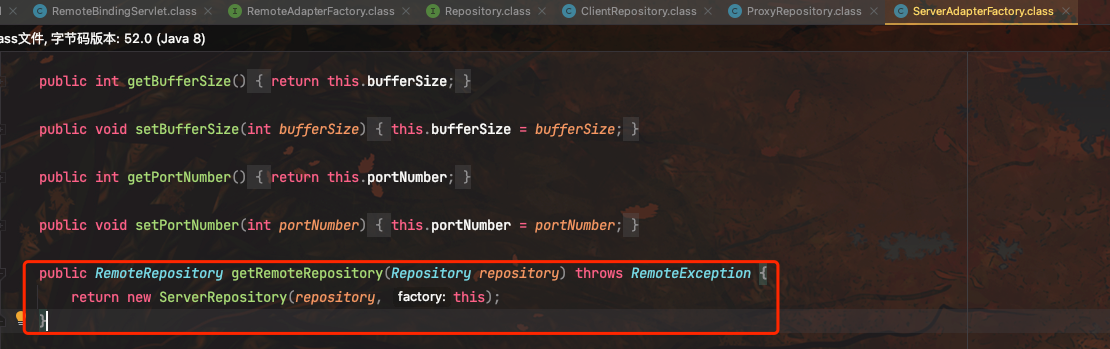 RemoteBindingServlet.class RemoteAdapterFactory.class Repository.class ClientRepository.class ProxyRepository.class ServerAdapterFactory.class
ass文件, 字节码版本: 52.0 (Java 8)
public int getBufferSize() { return this.bufferSize; }
public void setBufferSize(int bufferSize) { this.bufferSize = bufferSize; }
public int getPortNumber() { return this.portNumber; }
public void setPortNumber(int portNumber) { this.portNumber = portNumber; }
public RemoteRepository getRemoteRepository(Repository repository) throws RemoteException {
return new ServerRepository(repository, factory: this);
}